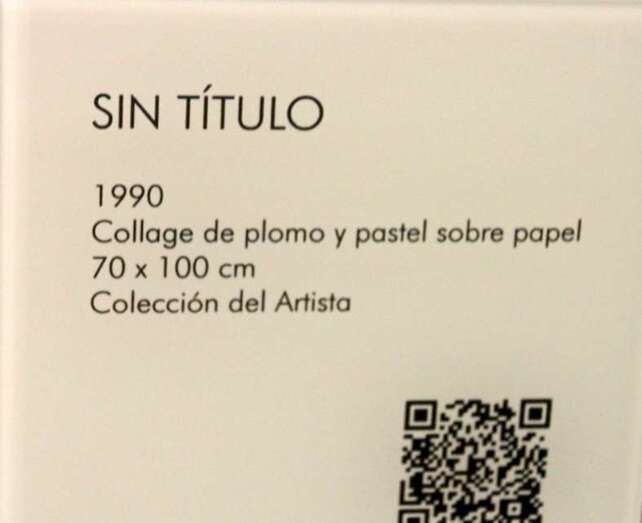 SIN TÍTULO
1990
Collage de plomo y pastel sobre papel
70 x 100 cm
Colección del Artista